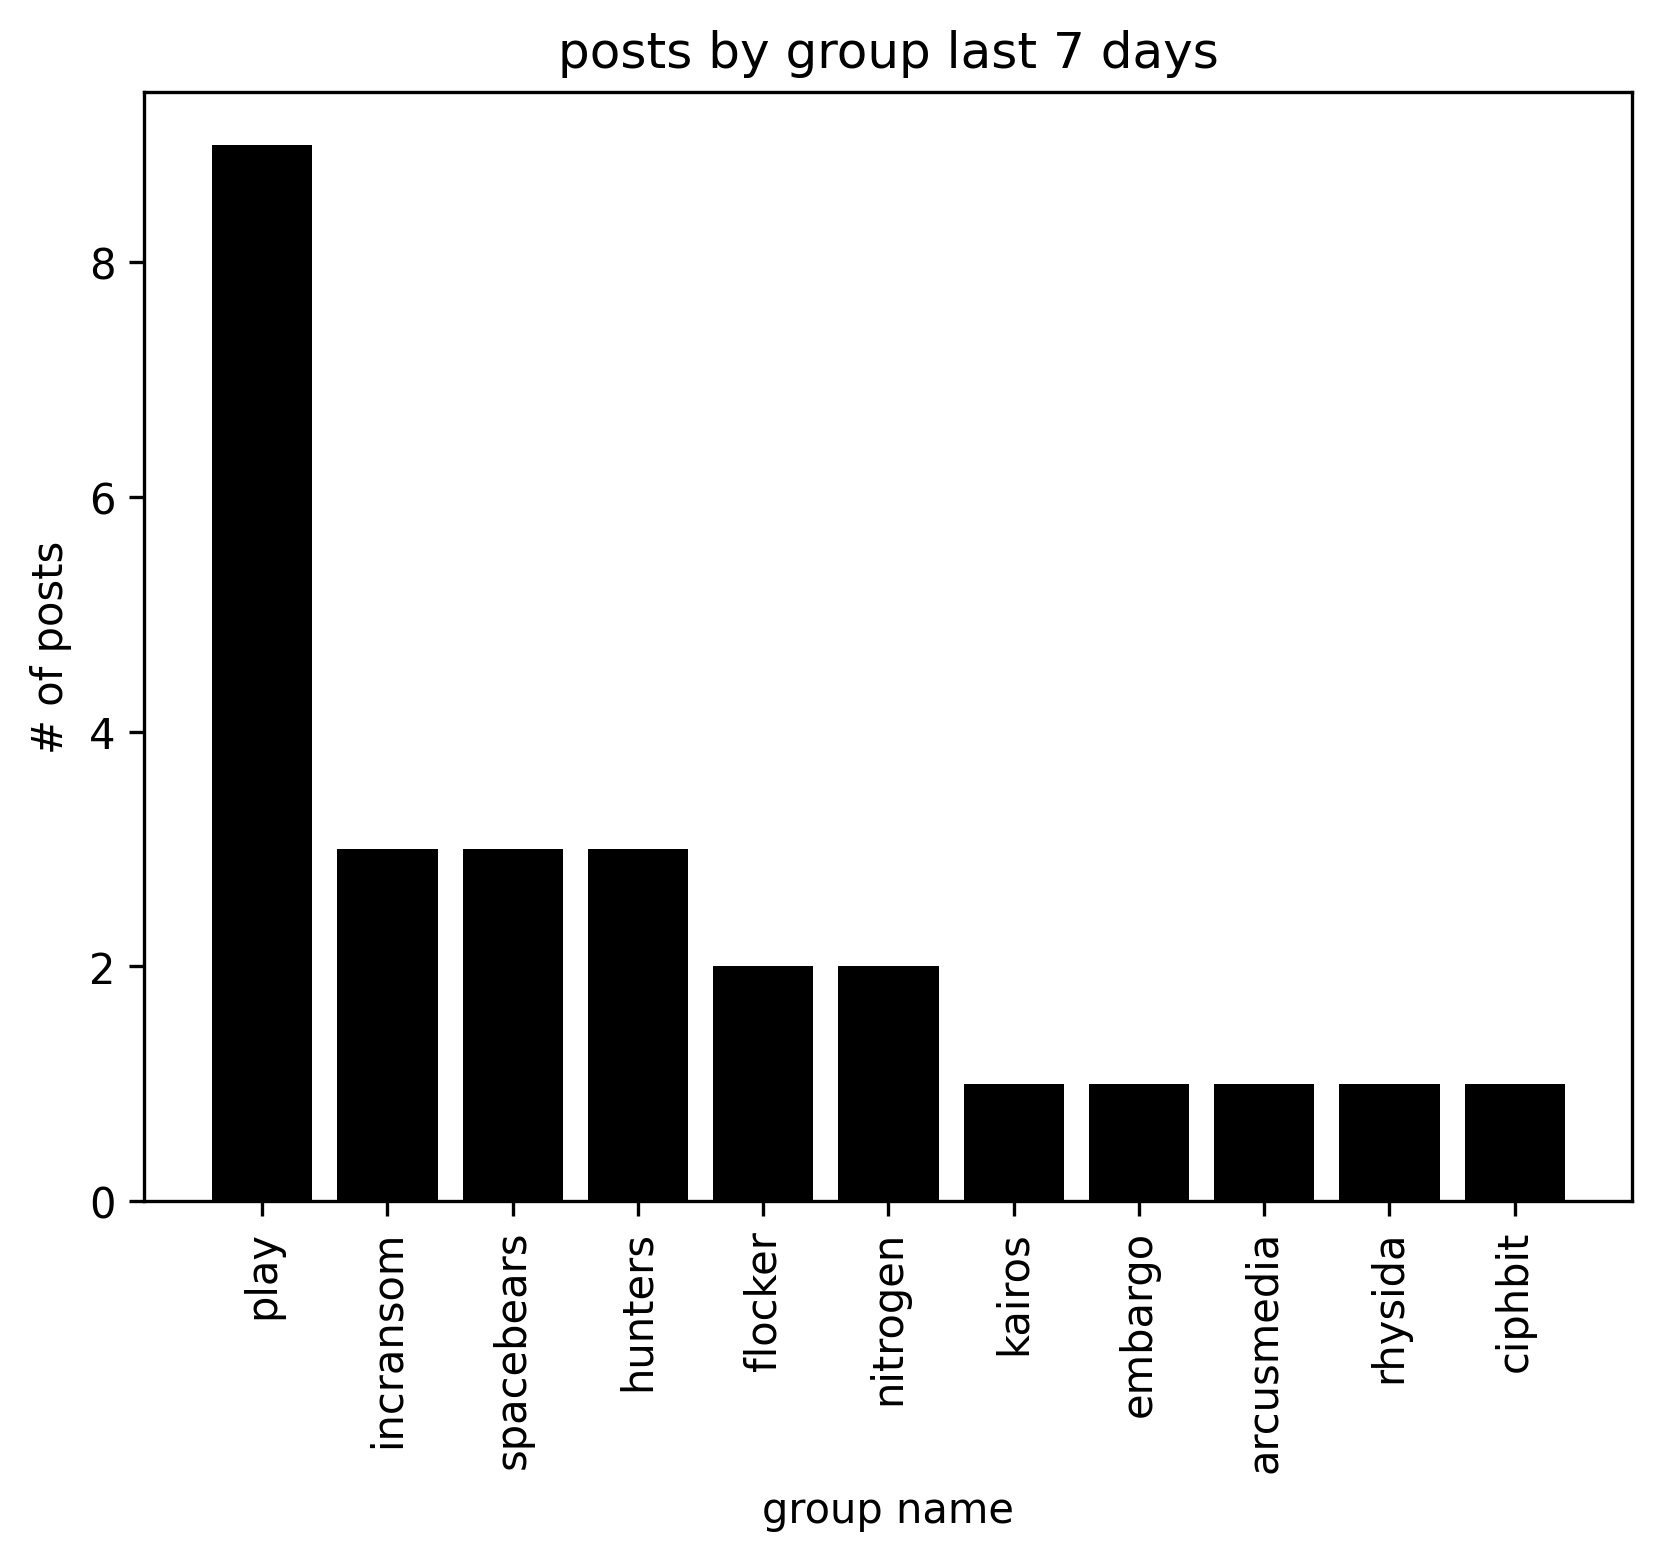 posts by group last 7 days
# of posts
8
6
4
2
0
play
incransom
spacebears
hunters
flocker
nitrogen
kairos
embargo
arcusmedia
rhysida
ciphbit
group name